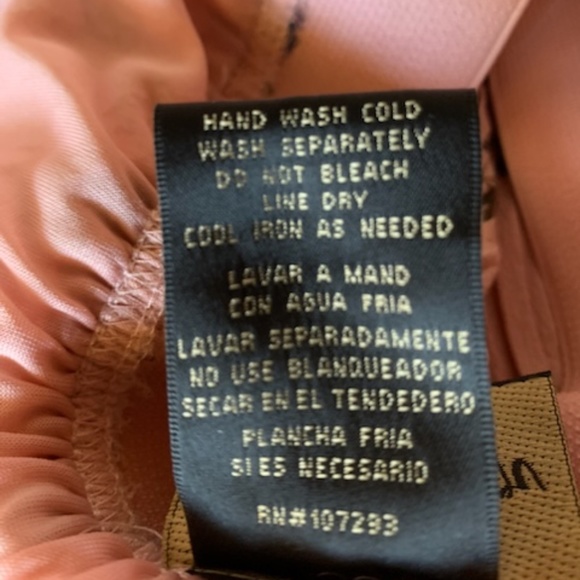 HAND WASH COLD
WASH SEPARATELY
DO NOT BLEACH
LINE DRY
COOL IRON AS NEEDED
LAVAR A MANO
CON AGUA FRIA
LAVAR SEPARADAMENTE
NO USE BLANQUEADOR
SECAR EN EL TENDEDERO
PLANCHA FRIA
SI ES NECESARIO
RN#107293